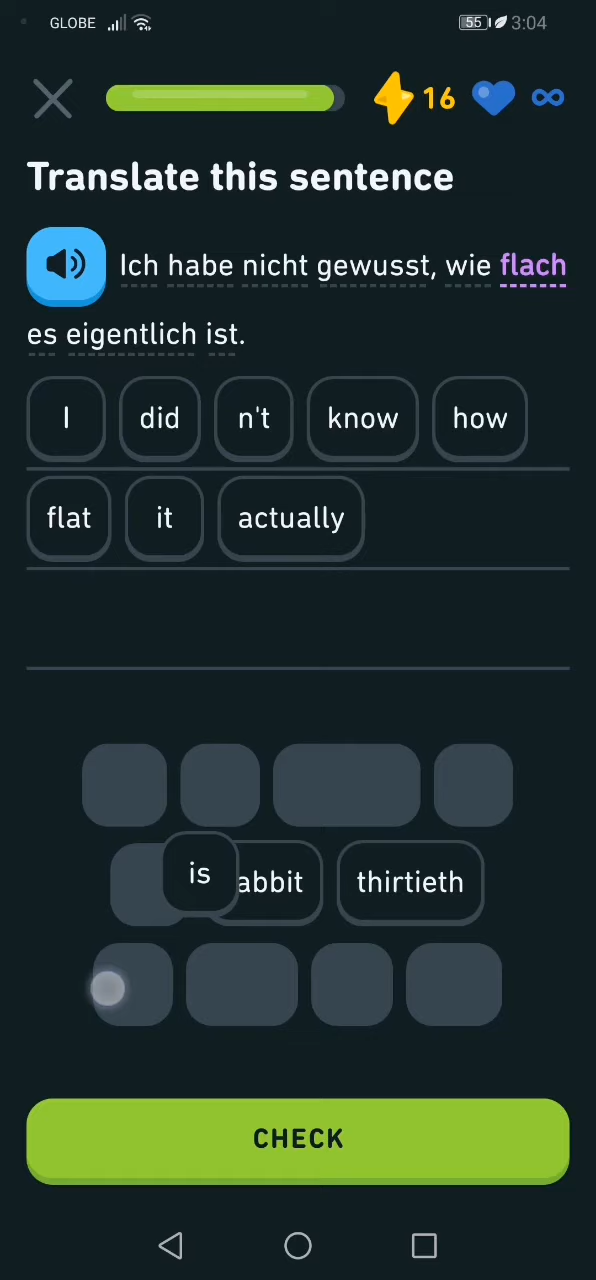 GLOBE 55 3:04
16
Translate this sentence
Ich habe nicht gewusst, wie flach
es eigentlich ist.
I did n't know how
flat it actually
is abbit thirtieth
CHECK